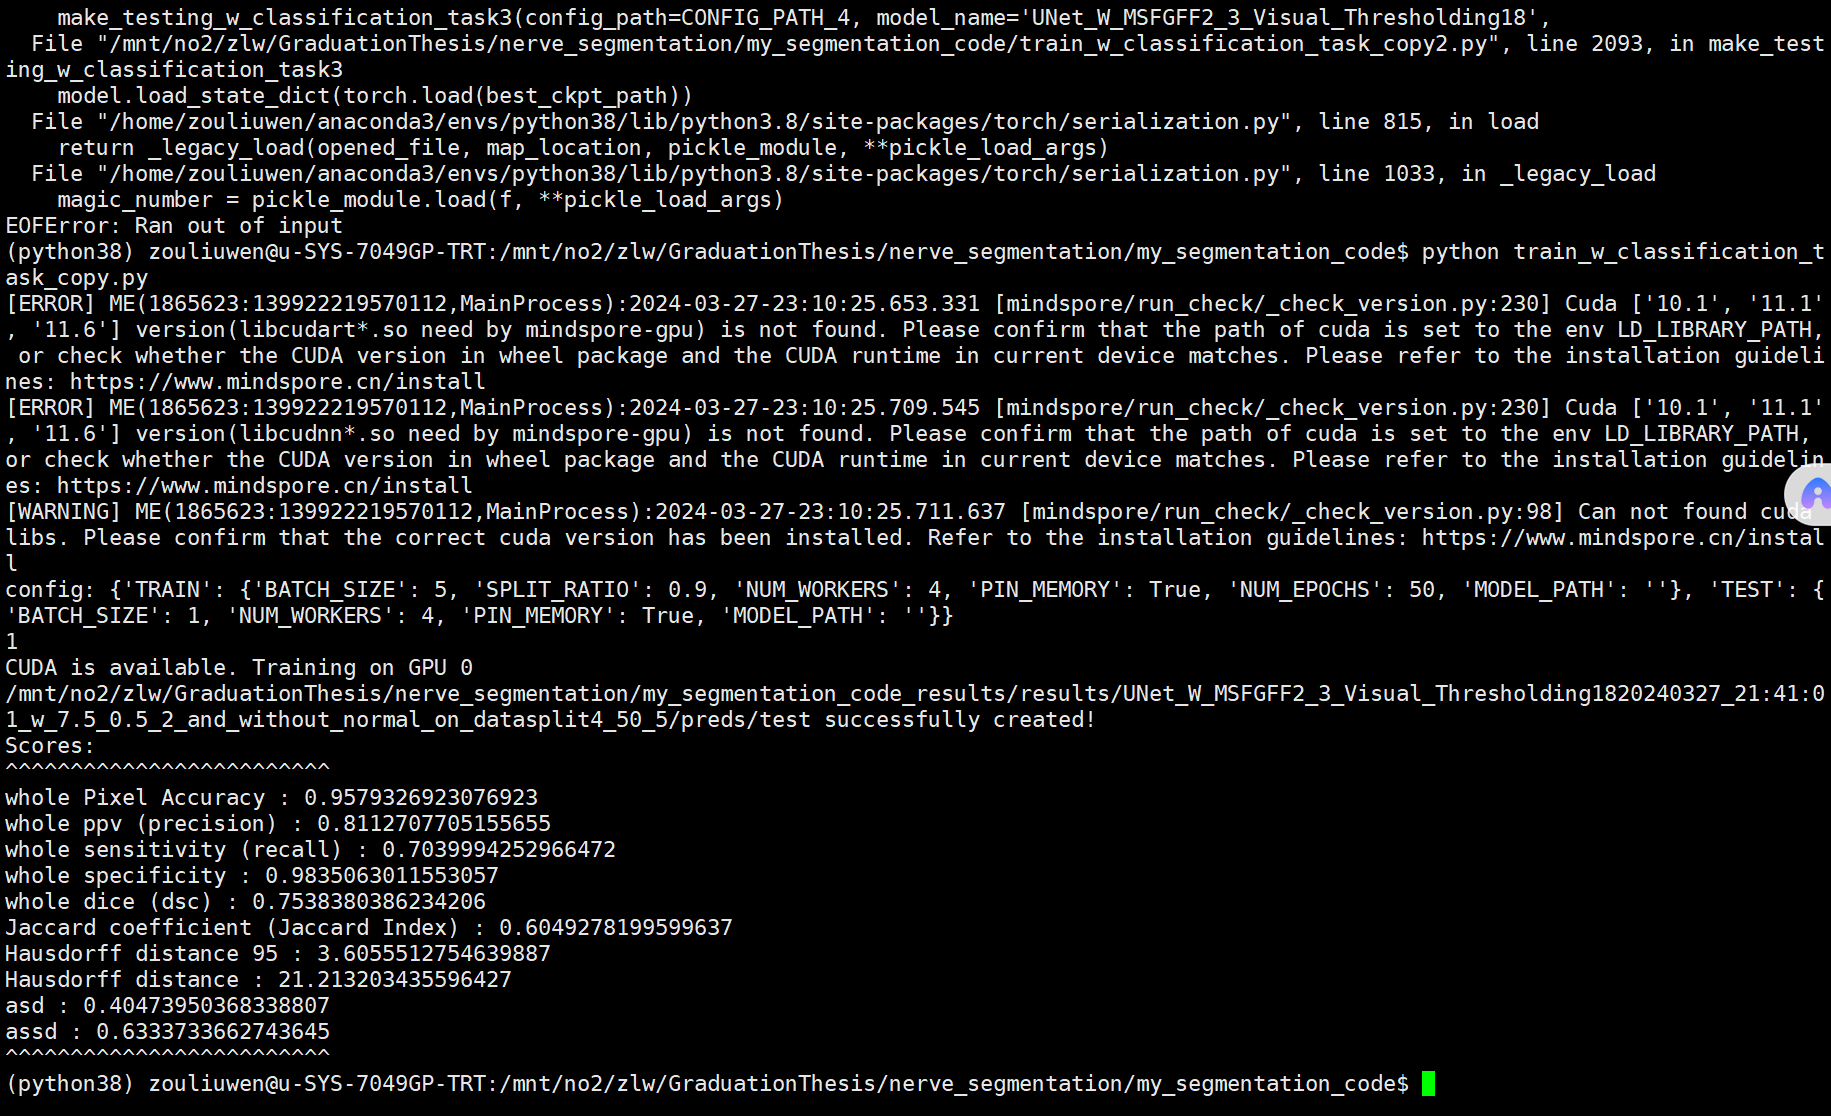 make_testing_w_classification_task3(config_path=CONFIG_PATH_4, model_name='UNet_W_MSFGFF2_3_Visual_Thresholding18',
  File "/mnt/no2/zlw/GraduationThesis/nerve_segmentation/my_segmentation_code/train_w_classification_task_copy2.py", line 2093, in make_test
ing_w_classification_task3
    model.load_state_dict(torch.load(best_ckpt_path))
  File "/home/zouliuwen/anaconda3/envs/python38/lib/python3.8/site-packages/torch/serialization.py", line 815, in load
    return _legacy_load(opened_file, map_location, pickle_module, **pickle_load_args)
  File "/home/zouliuwen/anaconda3/envs/python38/lib/python3.8/site-packages/torch/serialization.py", line 1033, in _legacy_load
    magic_number = pickle_module.load(f, **pickle_load_args)
EOFError: Ran out of input
(python38) zouliuwen@u-SYS-7049GP-TRT:/mnt/no2/zlw/GraduationThesis/nerve_segmentation/my_segmentation_code$ python train_w_classification_t
ask_copy.py
[ERROR] ME(1865623:139922219570112,MainProcess):2024-03-27-23:10:25.653.331 [mindspore/run_check/_check_version.py:230] Cuda ['10.1', '11.1'
, '11.6'] version(libcudart*.so need by mindspore-gpu) is not found. Please confirm that the path of cuda is set to the env LD_LIBRARY_PATH,
 or check whether the CUDA version in wheel package and the CUDA runtime in current device matches. Please refer to the installation guideli
nes: https://www.mindspore.cn/install
[ERROR] ME(1865623:139922219570112,MainProcess):2024-03-27-23:10:25.709.545 [mindspore/run_check/_check_version.py:230] Cuda ['10.1', '11.1'
, '11.6'] version(libcudnn*.so need by mindspore-gpu) is not found. Please confirm that the path of cuda is set to the env LD_LIBRARY_PATH,
or check whether the CUDA version in wheel package and the CUDA runtime in current device matches. Please refer to the installation guidelin
es: https://www.mindspore.cn/install
[WARNING] ME(1865623:139922219570112,MainProcess):2024-03-27-23:10:25.711.637 [mindspore/run_check/_check_version.py:98] Can not found cuda
libs. Please confirm that the correct cuda version has been installed. Refer to the installation guidelines: https://www.mindspore.cn/instal
l
config: {'TRAIN': {'BATCH_SIZE': 5, 'SPLIT_RATIO': 0.9, 'NUM_WORKERS': 4, 'PIN_MEMORY': True, 'NUM_EPOCHS': 50, 'MODEL_PATH': ''}, 'TEST': {
'BATCH_SIZE': 1, 'NUM_WORKERS': 4, 'PIN_MEMORY': True, 'MODEL_PATH': ''}}
1
CUDA is available. Training on GPU 0
/mnt/no2/zlw/GraduationThesis/nerve_segmentation/my_segmentation_code_results/results/UNet_W_MSFGFF2_3_Visual_Thresholding1820240327_21:41:0
1_w_7.5_0.5_2_and_without_normal_on_datasplit4_50_5/preds/test successfully created!
Scores:
^^^^^^^^^^^^^^^^^^^^^^^^^
whole Pixel Accuracy : 0.9579326923076923
whole ppv (precision) : 0.8112707705155655
whole sensitivity (recall) : 0.7039994252966472
whole specificity : 0.9835063011553057
whole dice (dsc) : 0.7538380386234206
Jaccard coefficient (Jaccard Index) : 0.6049278199599637
Hausdorff distance 95 : 3.6055512754639887
Hausdorff distance : 21.213203435596427
asd : 0.40473950368338807
assd : 0.6333733662743645
^^^^^^^^^^^^^^^^^^^^^^^^^
(python38) zouliuwen@u-SYS-7049GP-TRT:/mnt/no2/zlw/GraduationThesis/nerve_segmentation/my_segmentation_code$